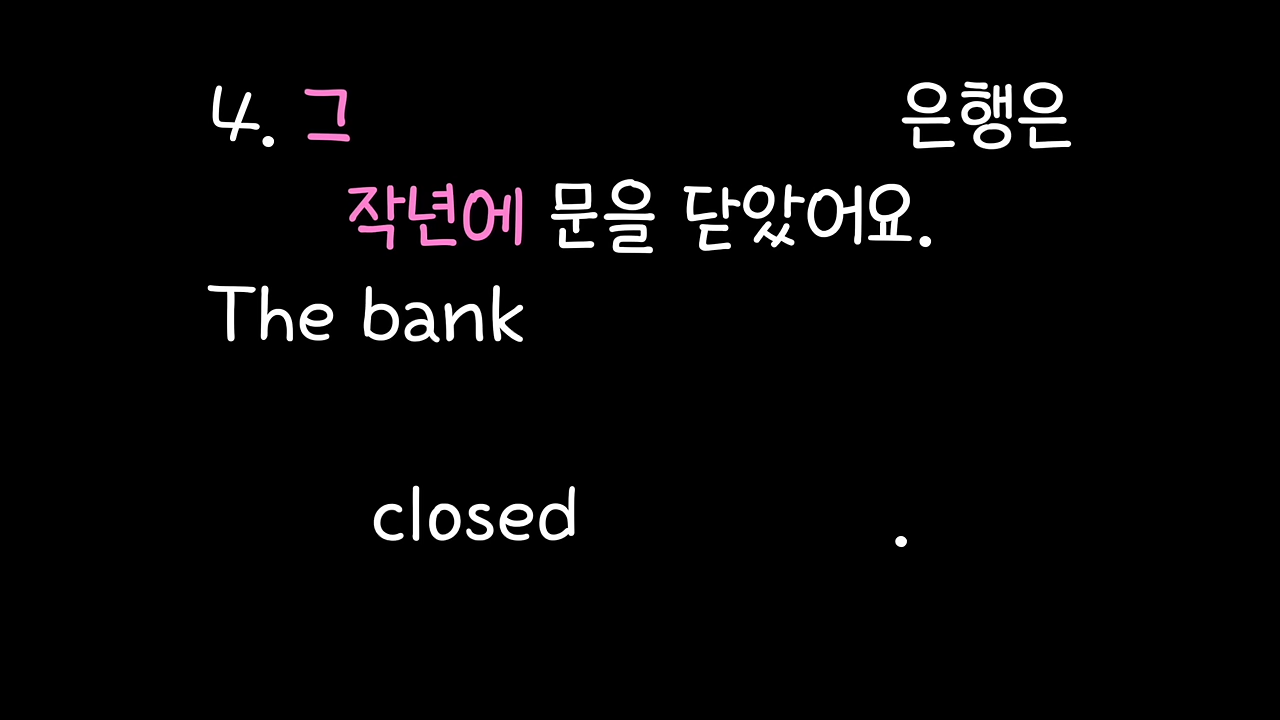 4. 그 은행은
작년에 문을 닫았어요.
The bank
closed .